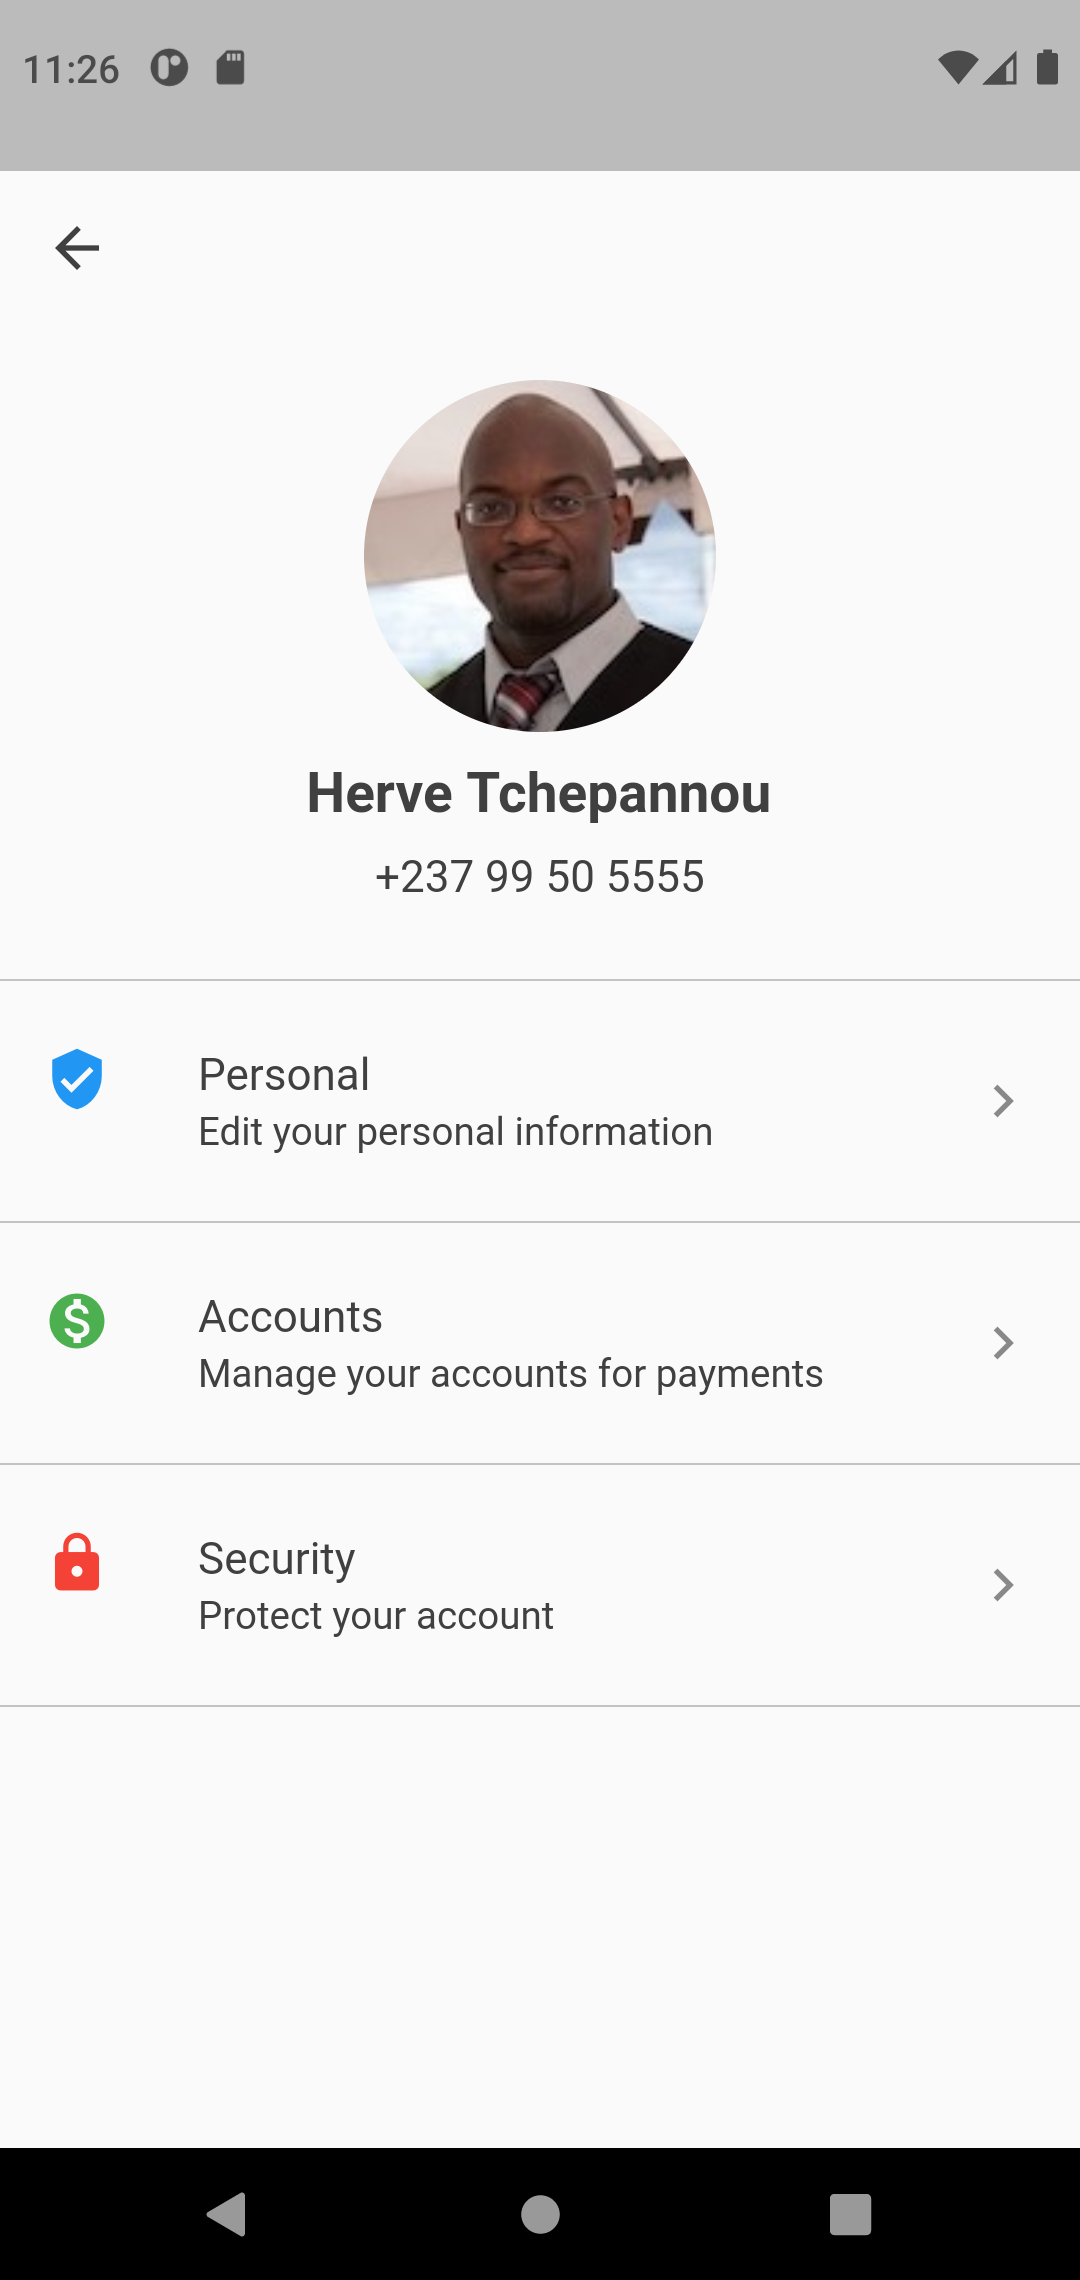 11:26
Herve Tchepannou
+237 99 50 5555
Personal
Edit your personal information
Accounts
Manage your accounts for payments
Security
Protect your account